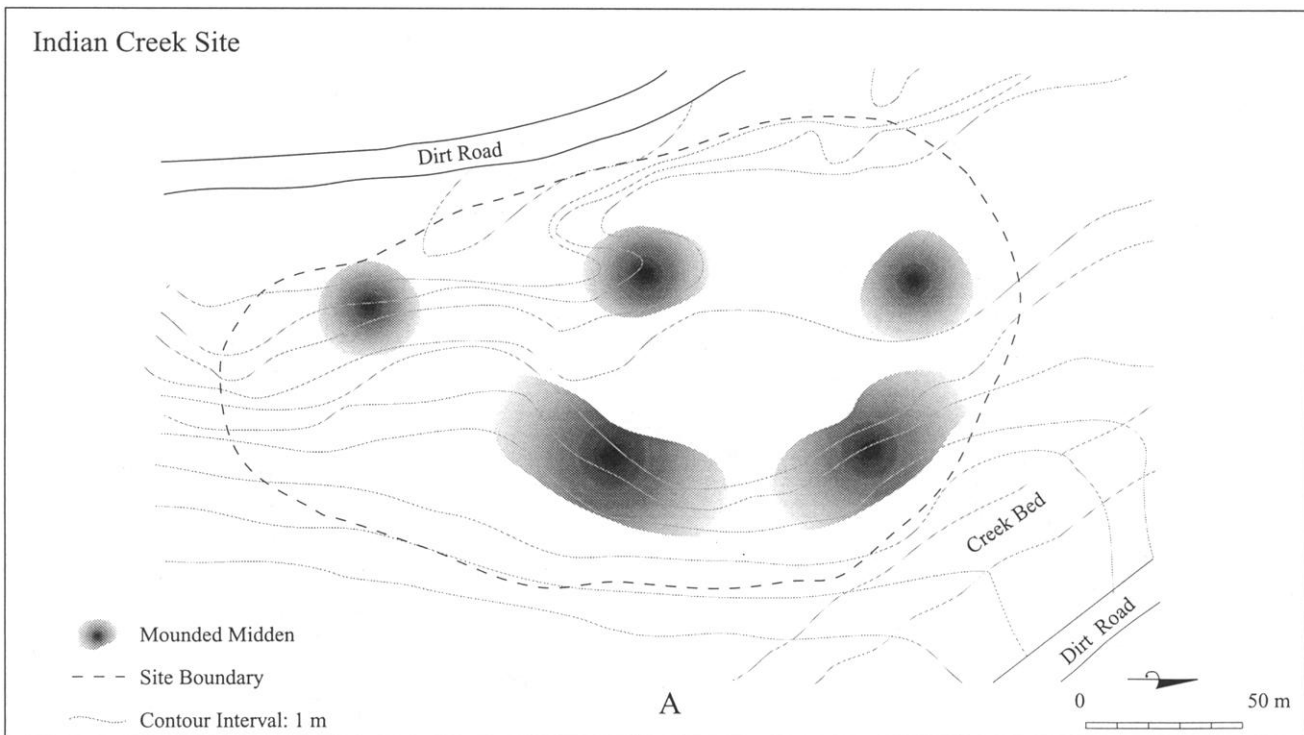 Indian Creek Site
Dirt Road
Creek Bed
Dirt Road
Mounded Midden
Site Boundary
Contour Interval: 1 m
A
0 50 m